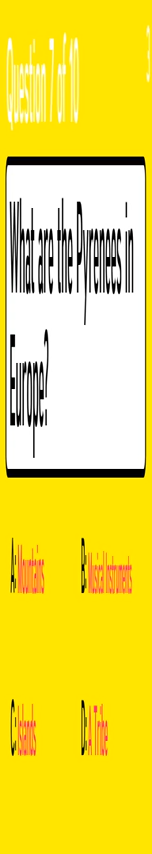 Question 7 of 10
3
What are the Pyrenees in
Europe?
A: Mountains
B: Musical Instruments
C: Islands
D: A Tribe